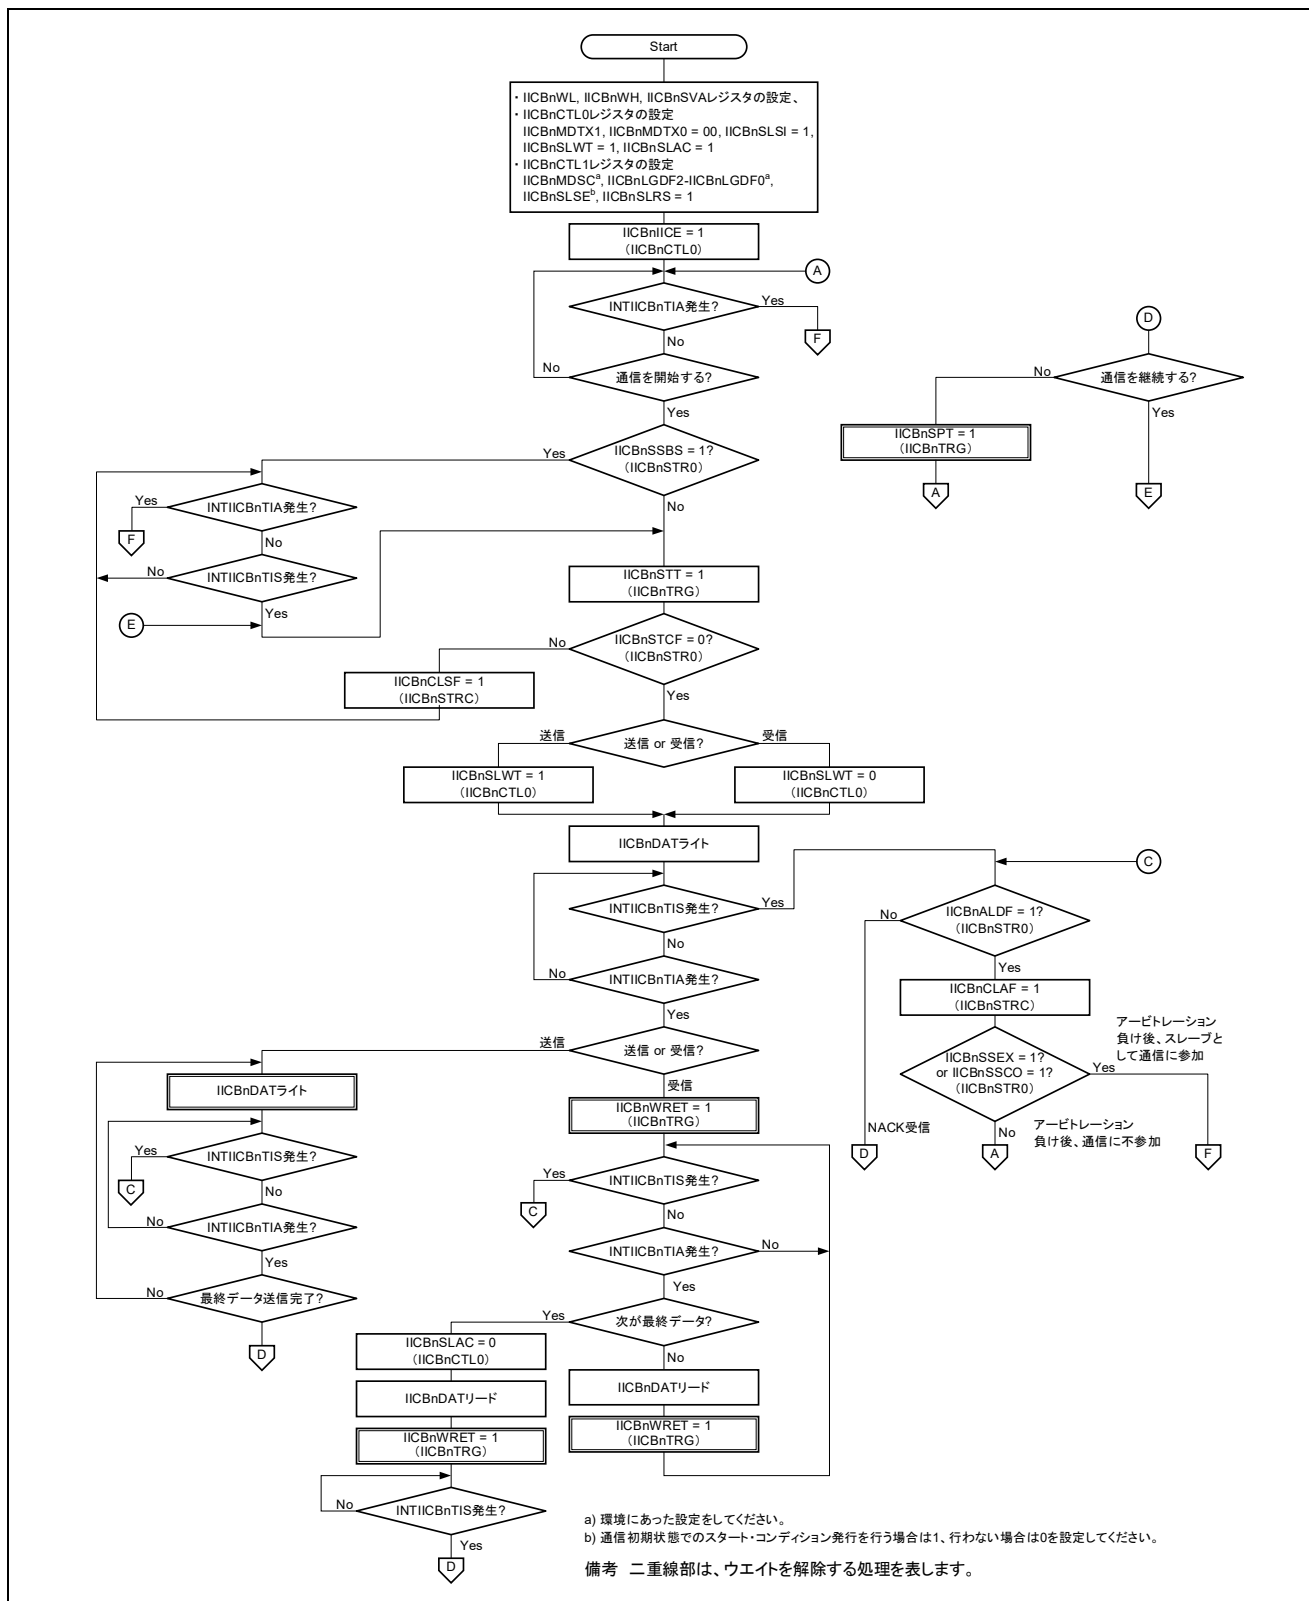 Start
・ IICBnWL, IICBnWH, IICBnSVAレジスタの設定、
・ IICBnCTL0レジスタの設定
IICBnMDTX1, IICBnMDTX0 = 00, IICBnSLSI = 1,
IICBnSLWT = 1, IICBnSLAC = 1
・ IICBnCTL1レジスタの設定
IICBnMDSCa, IICBnLGDF2-IICBnLGDF0a,
IICBnSLSEb, IICBnSLRS = 1
IICBnIICE = 1
（IICBnCTL0）
A
INTIICBnTIA発生?
Yes
F
No
通信を開始する?
No
Yes
D
通信を継続する?
No
Yes
IICBnSPT = 1
（IICBnTRG）
A
E
IICBnSSBS = 1?
（IICBnSTR0）
Yes
No
INTIICBnTIA発生?
Yes
F
No
INTIICBnTIS発生?
No
Yes
E
IICBnSTT = 1
（IICBnTRG）
IICBnSTCF = 0?
（IICBnSTR0）
No
Yes
IICBnCLSF = 1
（IICBnSTRC）
送信 or 受信?
送信
受信
IICBnSLWT = 1
（IICBnCTL0）
IICBnSLWT = 0
（IICBnCTL0）
IICBnDATライト
INTIICBnTIS発生?
Yes
No
INTIICBnTIA発生?
No
Yes
C
IICBnALDF = 1?
（IICBnSTR0）
No
Yes
IICBnCLAF = 1
（IICBnSTRC）
IICBnSSEX = 1?
or IICBnSSCO = 1?
（IICBnSTR0）
アービトレーション
負け後、スレーブと
して通信に参加
Yes
No
アービトレーション
負け後、通信に不参加
NACK受信
D
A
F
送信 or 受信?
送信
受信
IICBnDATライト
INTIICBnTIS発生?
Yes
C
No
INTIICBnTIA発生?
No
Yes
最終データ送信完了?
No
D
IICBnWRET = 1
（IICBnTRG）
INTIICBnTIS発生?
Yes
C
No
INTIICBnTIA発生?
No
Yes
次が最終データ?
Yes
No
IICBnSLAC = 0
（IICBnCTL0）
IICBnDATリード
IICBnWRET = 1
（IICBnTRG）
IICBnDATリード
IICBnWRET = 1
（IICBnTRG）
INTIICBnTIS発生?
No
Yes
D
a) 環境にあった設定をしてください。
b) 通信初期状態でのスタート・コンディション発行を行う場合は1、行わない場合は0を設定してください。
備考 二重線部は、ウエイトを解除する処理を表します。